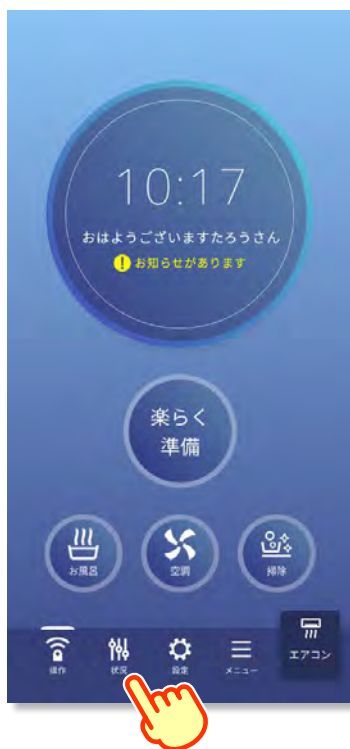 10:17
おはようございますたろうさん
! お知らせがあります
楽らく
準備
お風呂
空調
掃除
操作
状況
設定
メニュー
エアコン